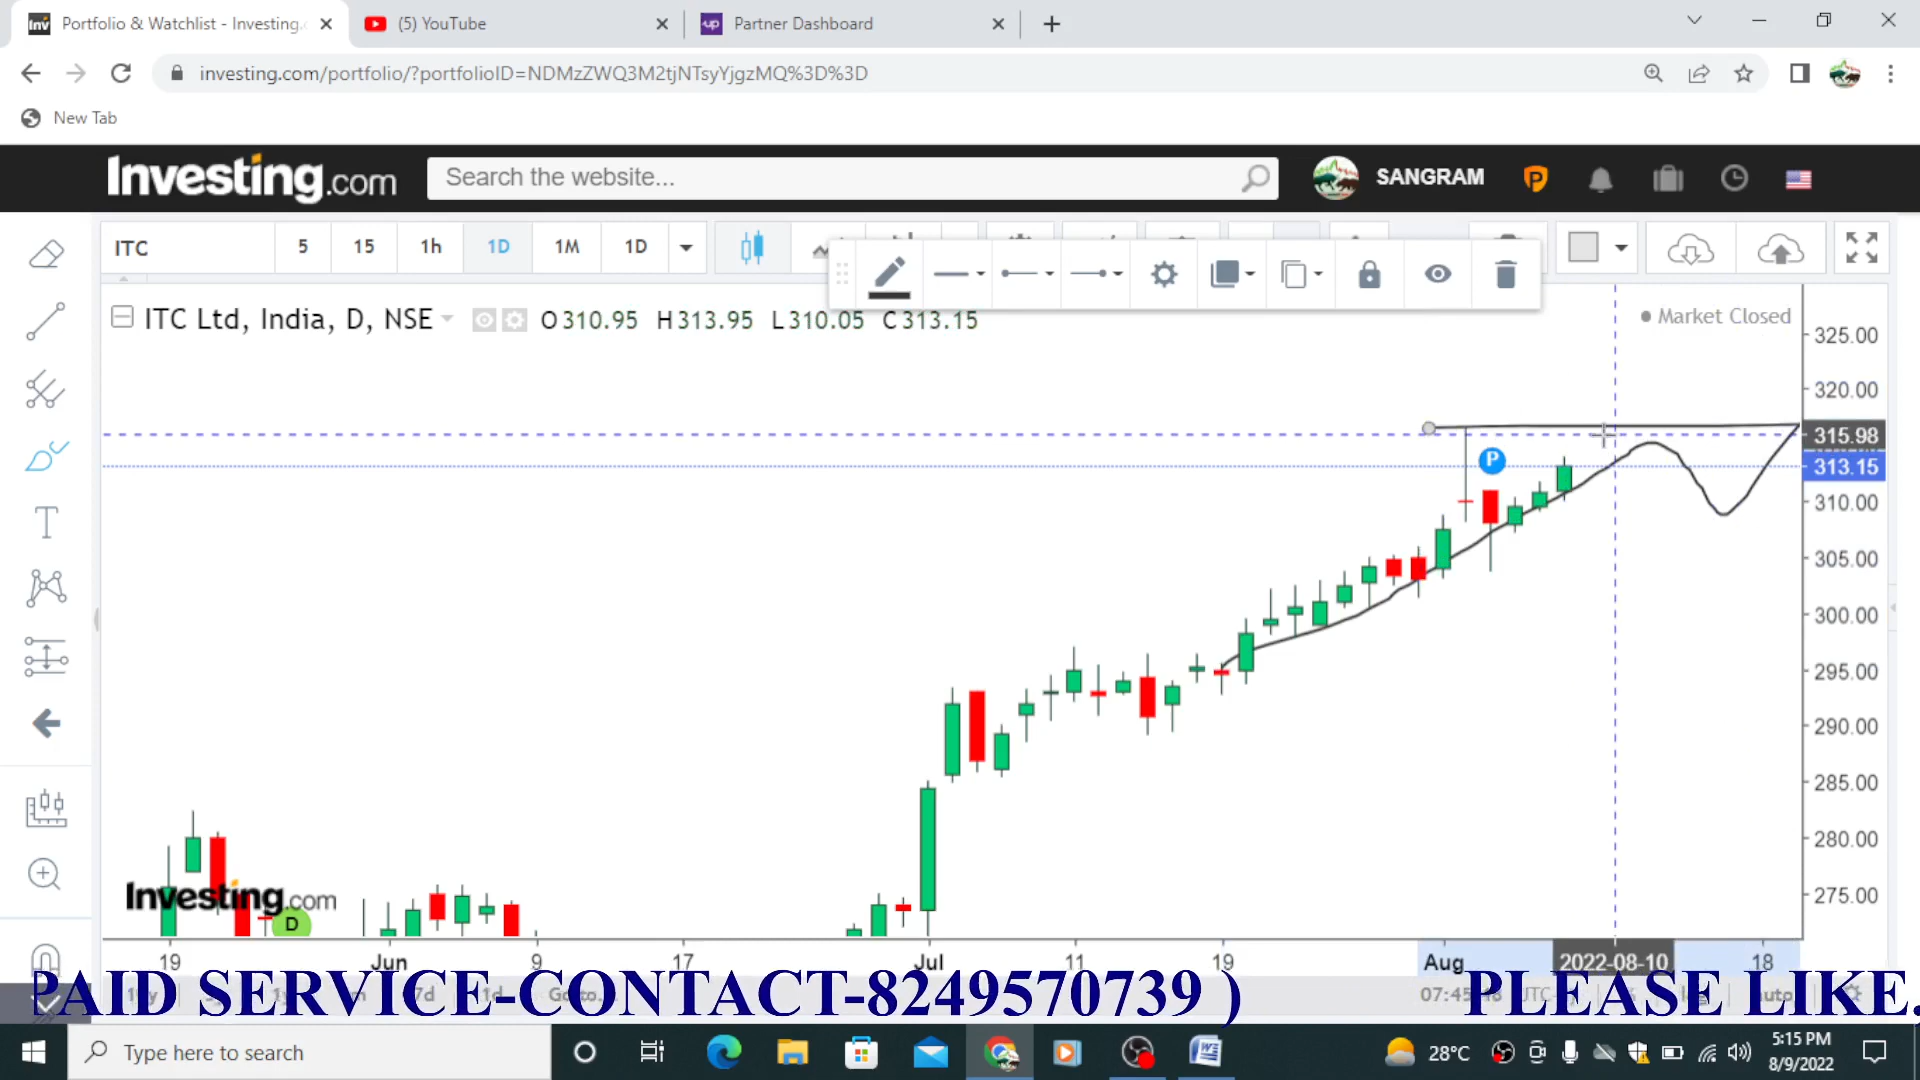 Portfolio & Watchlist - Investing.c
(5) YouTube
Partner Dashboard
investing.com/portfolio/?portfolioID=NDMzZWQ3M2tjNTsyYjgzMQ%3D%3D
New Tab
Investing.com
Search the website...
SANGRAM
ITC
5
15
1h
1D
1M
1D
ITC Ltd, India, D, NSE
O310.95 H313.95 L310.05 C313.15
Market Closed
325.00
320.00
315.98
313.15
310.00
305.00
300.00
295.00
290.00
285.00
280.00
275.00
P
Investing.com
D
19
Jun
9
17
Jul
11
19
Aug
2022-08-10
18
PAID SERVICE-CONTACT-8249570739 )
PLEASE LIKE.
Type here to search
28°C
5:15 PM
8/9/2022